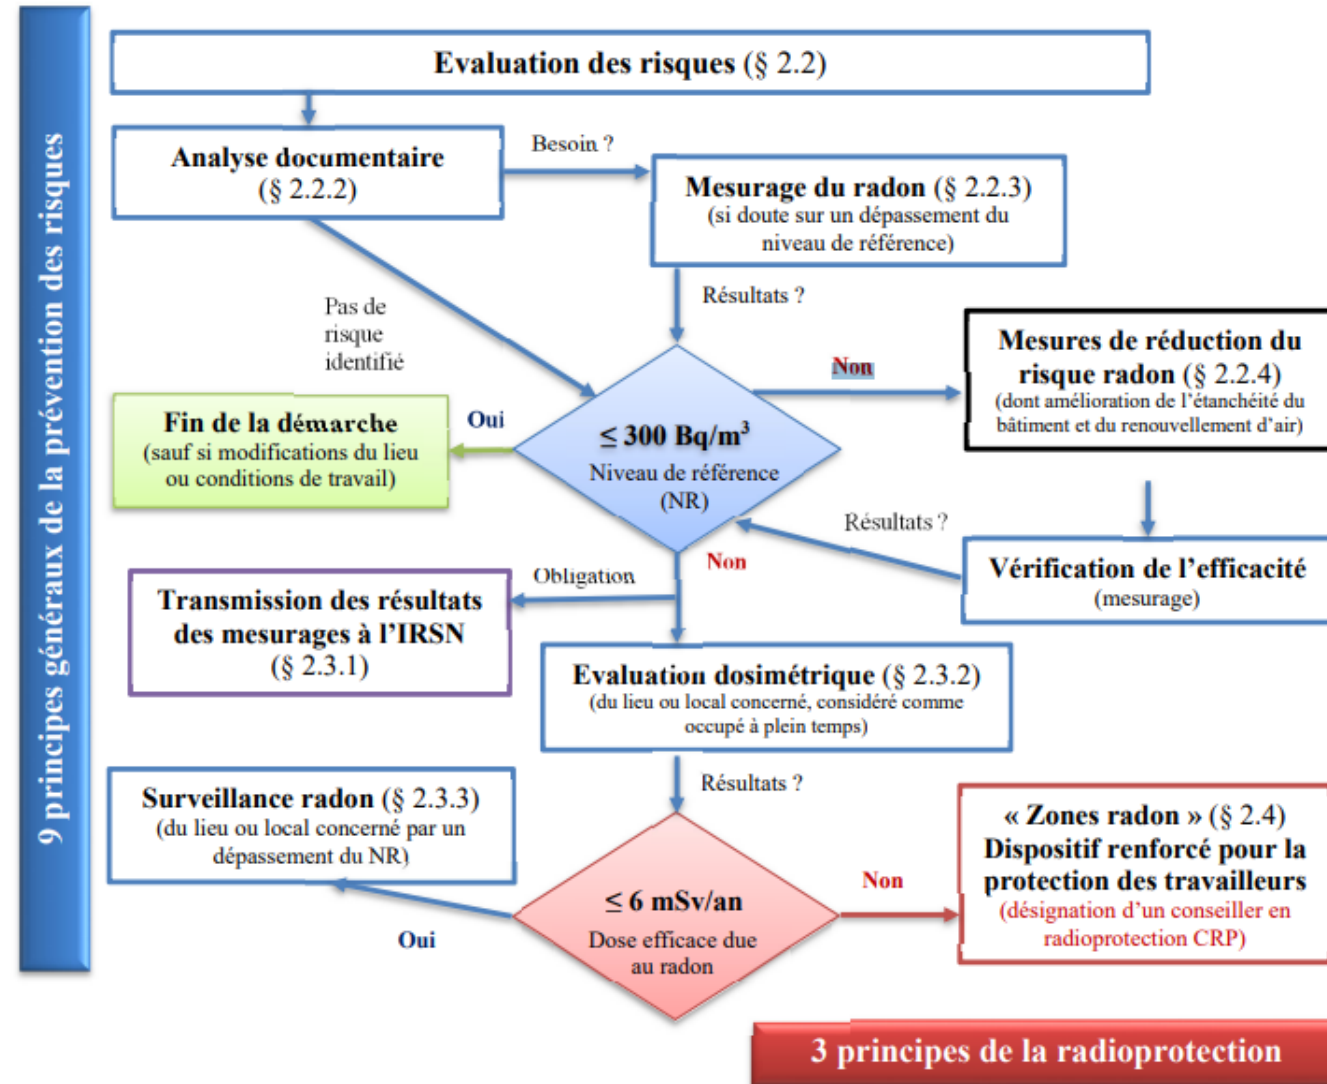 9 principes généraux de la prévention des risques
Evaluation des risques (§ 2.2)
Analyse documentaire
(§ 2.2.2)
Besoin ?
Mesurage du radon (§ 2.2.3)
(si doute sur un dépassement du
niveau de référence)
Pas de
risque
identifié
Résultats ?
Mesures de réduction du
risque radon (§ 2.2.4)
(dont amélioration de l’étanchéité du
bâtiment et du renouvellement d’air)
Non
Fin de la démarche
(sauf si modifications du lieu
ou conditions de travail)
Oui
≤ 300 Bq/m³
Niveau de référence
(NR)
Résultats ?
Vérification de l’efficacité
(mesurage)
Non
Obligation
Transmission des résultats
des mesurages à l’IRSN
(§ 2.3.1)
Evaluation dosimétrique (§ 2.3.2)
(du lieu ou local concerné, considéré comme
occupé à plein temps)
Résultats ?
Surveillance radon (§ 2.3.3)
(du lieu ou local concerné par un
dépassement du NR)
Oui
≤ 6 mSv/an
Dose efficace due
au radon
Non
« Zones radon » (§ 2.4)
Dispositif renforcé pour la
protection des travailleurs
(désignation d’un conseiller en
radioprotection CRP)
3 principes de la radioprotection